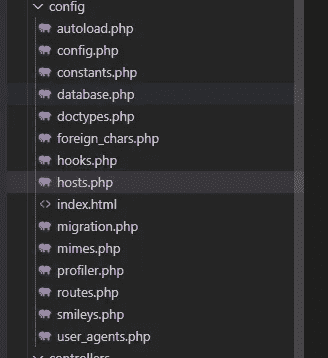 config
autoload.php
config.php
constants.php
database.php
doctypes.php
foreign_chars.php
hooks.php
hosts.php
index.html
migration.php
mimes.php
profiler.php
routes.php
smileys.php
user_agents.php
controllers